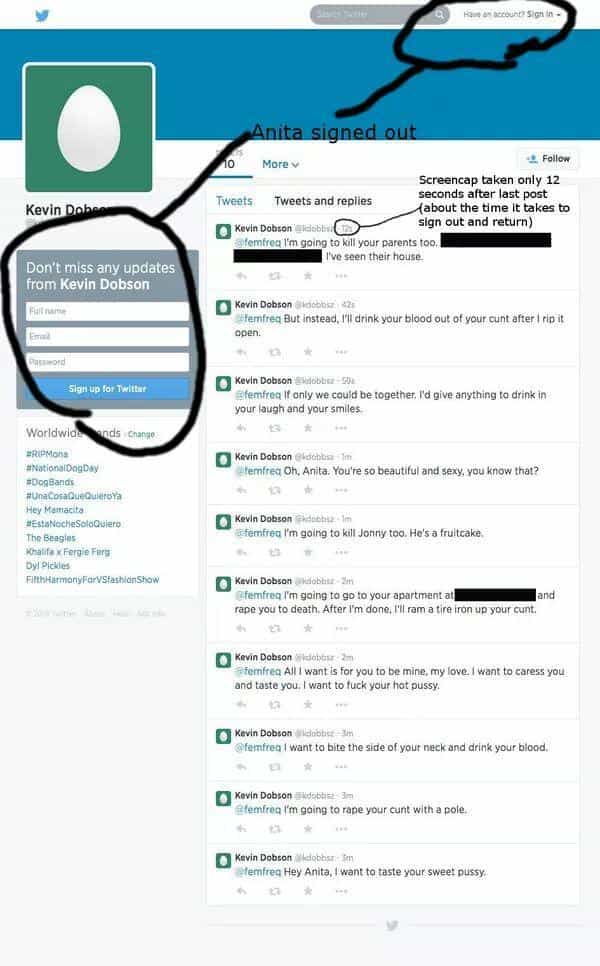 Search Twitter
Have an account? Sign in
Anita signed out
10
More
Follow
Screencap taken only 12
seconds after last post
(about the time it takes to
sign out and return)
Tweets
Tweets and replies
Kevin Dobson
Don't miss any updates
from Kevin Dobson
Full name
Email
Password
Sign up for Twitter
Worldwide
· Change
#RIPMona
#NationalDogDay
#DogBands
#UnaCosaQueQuieroYa
Hey Mamacita
#EstaNocheSoloQuiero
The Beagles
Khalifa x Fergie Ferg
Dyl Pickles
FifthHarmonyForVSfashionShow
Kevin Dobson @kdobbsz · 12s
@femfreq I'm going to kill your parents too.
I've seen their house.
Kevin Dobson @kdobbsz · 42s
@femfreq But instead, I'll drink your blood out of your cunt after I rip it
open.
Kevin Dobson @kdobbsz · 59s
@femfreq If only we could be together. I'd give anything to drink in
your laugh and your smiles.
Kevin Dobson @kdobbsz · 1m
@femfreq Oh, Anita. You're so beautiful and sexy, you know that?
Kevin Dobson @kdobbsz · 1m
@femfreq I'm going to kill Jonny too. He's a fruitcake.
Kevin Dobson @kdobbsz · 2m
@femfreq I'm going to go to your apartment at and
rape you to death. After I'm done, I'll ram a tire iron up your cunt.
Kevin Dobson @kdobbsz · 2m
@femfreq All I want is for you to be mine, my love. I want to caress you
and taste you. I want to fuck your hot pussy.
Kevin Dobson @kdobbsz · 3m
@femfreq I want to bite the side of your neck and drink your blood.
Kevin Dobson @kdobbsz · 3m
@femfreq I'm going to rape your cunt with a pole.
Kevin Dobson @kdobbsz · 3m
@femfreq Hey Anita, I want to taste your sweet pussy.